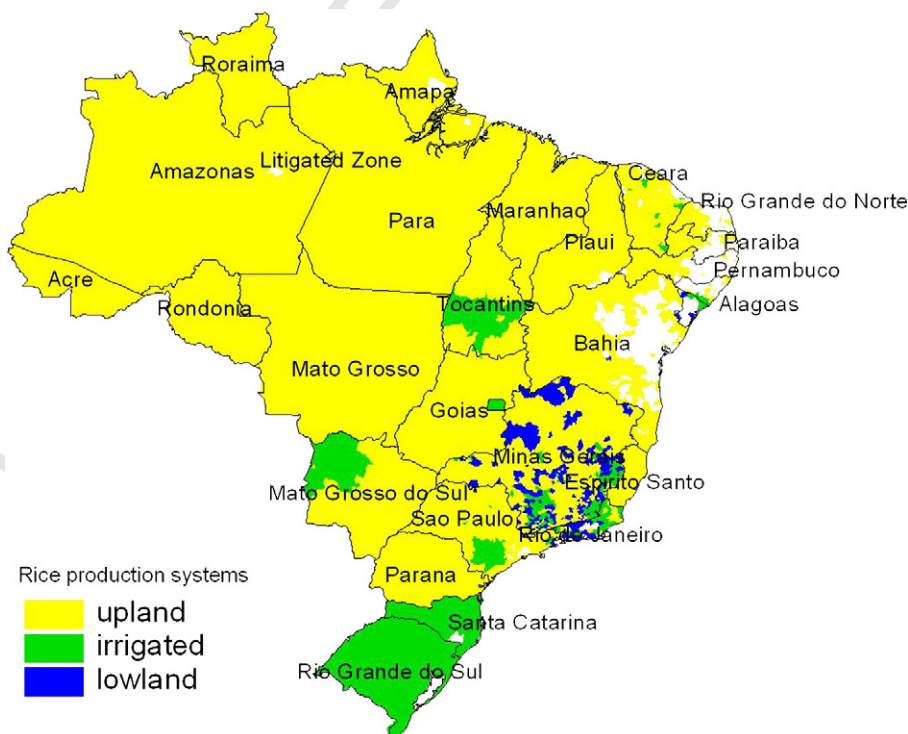 Roraima
Amapa
Amazonas
Litigated Zone
Ceara
Para
Maranhao
Rio Grande do Norte
Piaui
Paraiba
Pernambuco
Acre
Rondonia
Tocantins
Alagoas
Bahia
Mato Grosso
Goias
Minas Gerais
Espirito Santo
Mato Grosso do Sul
Sao Paulo
Rio de Janeiro
Parana
Santa Catarina
Rio Grande do Sul
Rice production systems
upland
irrigated
lowland